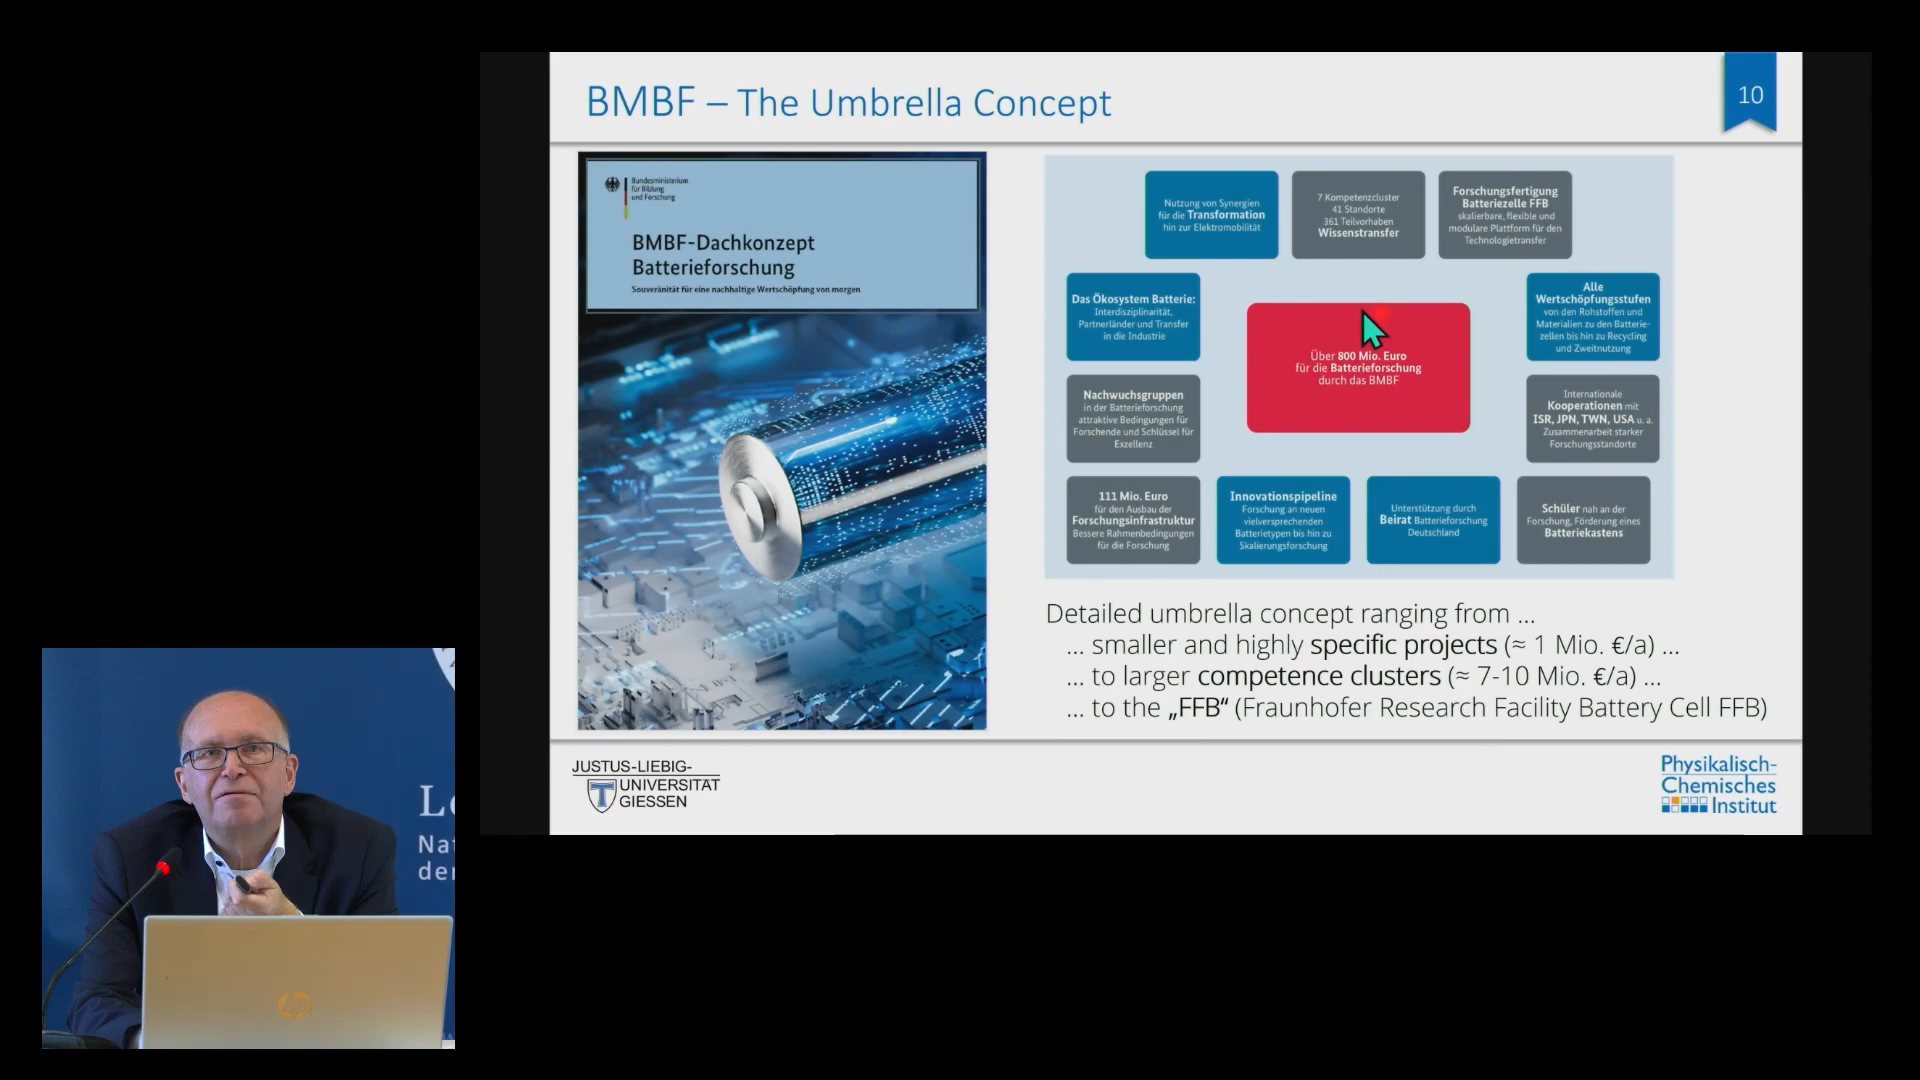 BMBF – The Umbrella Concept
10
Bundesministerium
für Bildung
und Forschung
BMBF-Dachkonzept
Batterieforschung
Souveränität für eine nachhaltige Wertschöpfung von morgen
Nutzung von Synergien
für die Transformation
hin zur Elektromobilität
7 Kompetenzcluster
41 Standorte
361 Teilvorhaben
Wissenstransfer
Forschungsfertigung
Batteriezelle FFB
skalierbare, flexible und
modulare Plattform für den
Technologietransfer
Das Ökosystem Batterie:
Interdisziplinarität,
Partnerländer und Transfer
in die Industrie
Über 800 Mio. Euro
für die Batterieforschung
durch das BMBF
Alle
Wertschöpfungsstufen
von den Rohstoffen und
Materialien zu den Batterie-
zellen bis hin zu Recycling
und Zweitnutzung
Nachwuchsgruppen
in der Batterieforschung
attraktive Bedingungen für
Forschende und Schlüssel für
Exzellenz
Internationale
Kooperationen mit
ISR, JPN, TWN, USA u. a.
Zusammenarbeit starker
Forschungsstandorte
111 Mio. Euro
für den Ausbau der
Forschungsinfrastruktur
Bessere Rahmenbedingungen
für die Forschung
Innovationspipeline
Forschung an neuen
vielversprechenden
Batterietypen bis hin zu
Skalierungsforschung
Unterstützung durch
Beirat Batterieforschung
Deutschland
Schüler nah an der
Forschung, Förderung eines
Batteriekastens
Detailed umbrella concept ranging from ...
... smaller and highly specific projects (≈ 1 Mio. €/a) ...
... to larger competence clusters (≈ 7-10 Mio. €/a) ...
... to the „FFB“ (Fraunhofer Research Facility Battery Cell FFB)
JUSTUS-LIEBIG-
UNIVERSITÄT
GIESSEN
Physikalisch-
Chemisches
Institut
hp